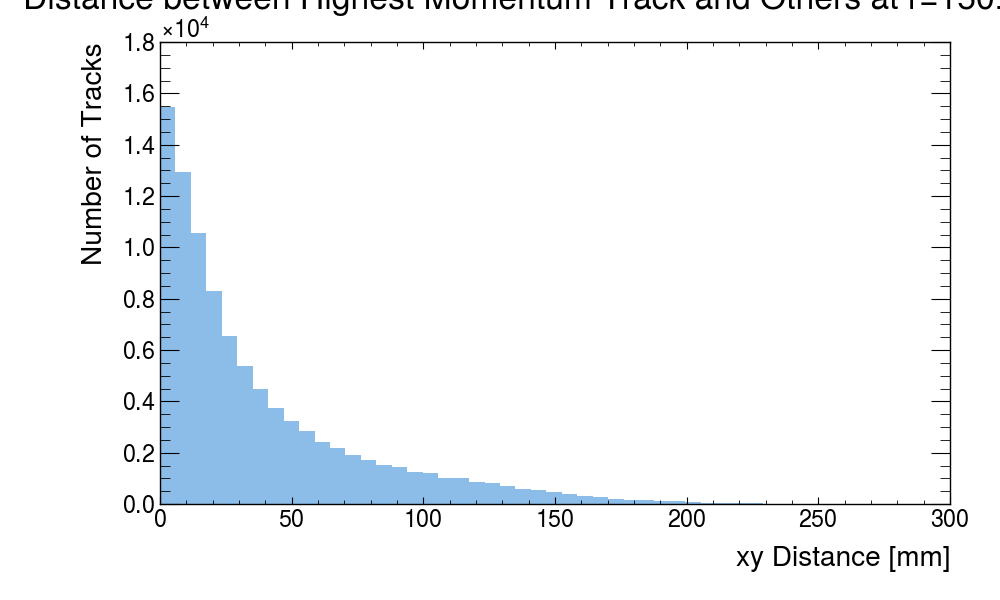 Distance between Highest Momentum Track and Others at r=150.
×10⁴
Number of Tracks
1.8
1.6
1.4
1.2
1.0
0.8
0.6
0.4
0.2
0.0
0 50 100 150 200 250 300
xy Distance [mm]